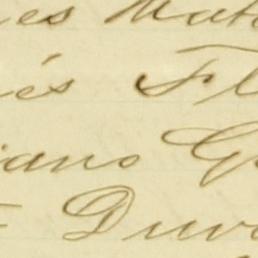 es Mat
és Fl
iano G
Duv